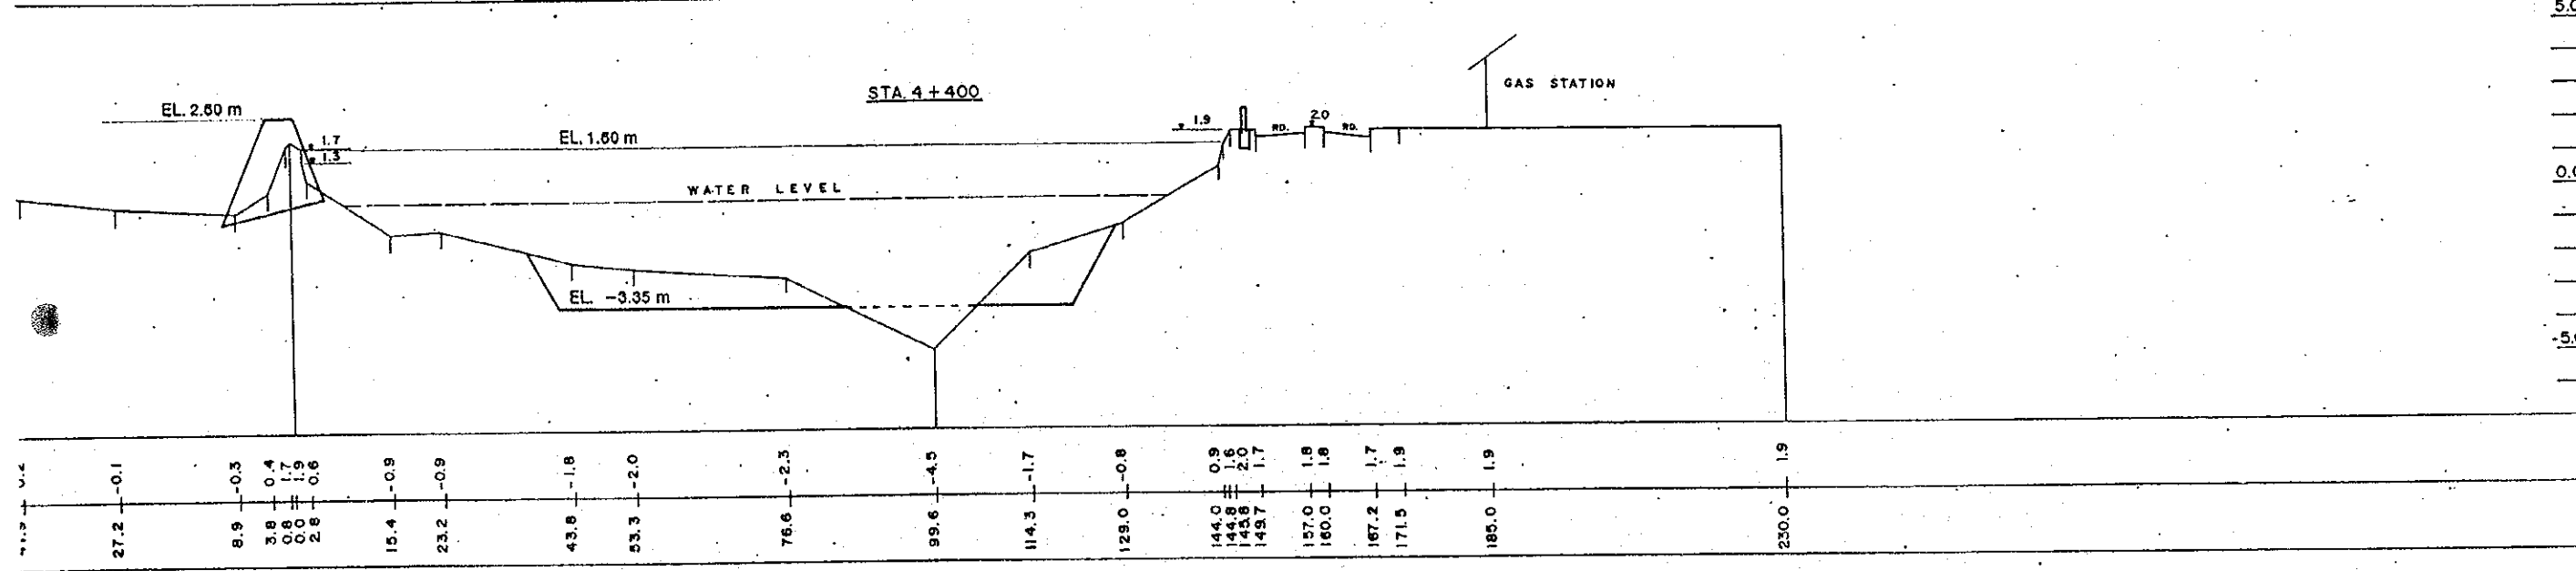 5.0
GAS STATION
STA. 4+400
EL. 2.60 m
1.9
RD.
2.0
RD.
1.7
EL. 1.60 m
1.3
0.0
WATER LEVEL
EL. -3.35 m
-5.0
-0.1 -0.3 0.4 1.7 1.9 0.6 -0.9 -0.9 -1.8 -2.0 -2.3 -4.5 -1.7 -0.8 0.9 1.6 2.0 1.7 1.8 1.8 1.7 1.9 1.9 1.9
27.2 8.9 3.8 0.8 0.0 2.8 15.4 23.2 43.8 53.3 76.6 99.6 114.3 129.0 144.0 144.8 145.8 149.7 157.0 160.0 167.2 171.5 185.0 230.0